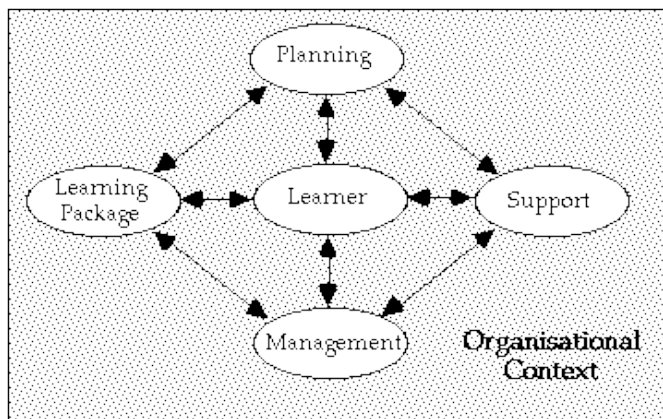 Planning
Learning
Package
Learner
Support
Management
Organisational
Context